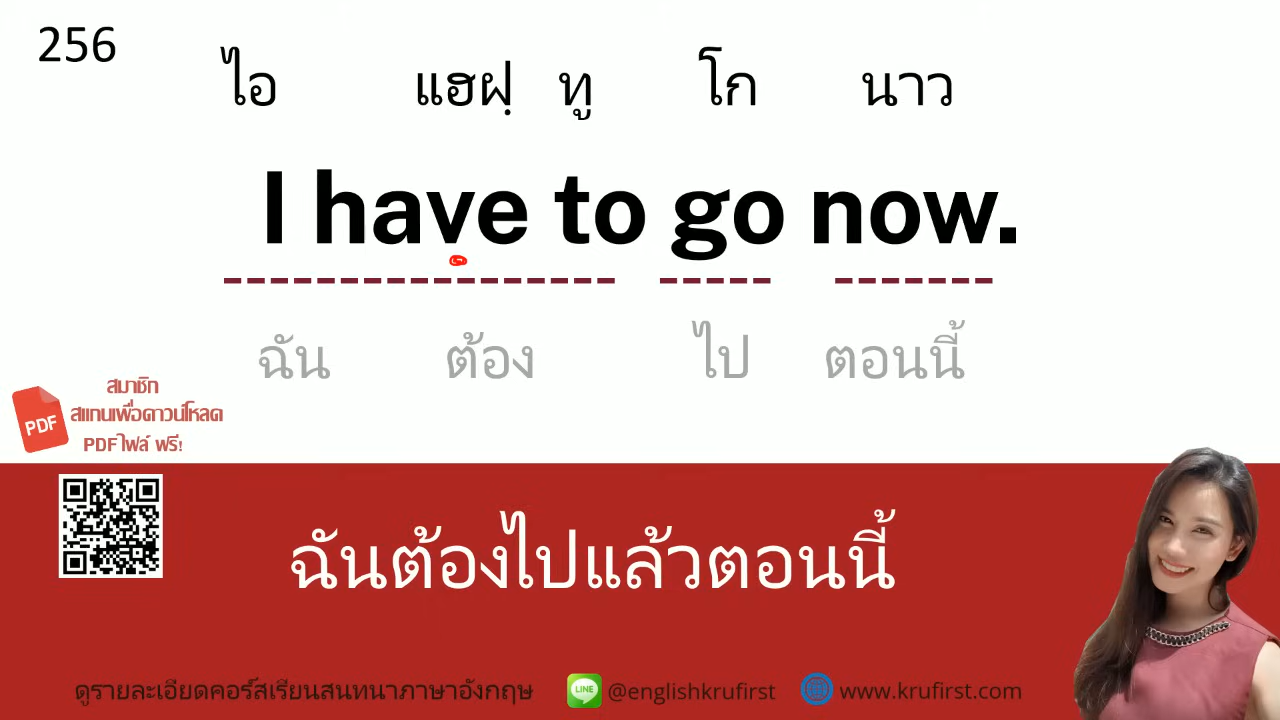 256
ไอ แฮฝฺ ทู โก นาว
I have to go now.
ฉัน ต้อง ไป ตอนนี้
สมาชิก
สแกนเพื่อดาวน์โหลด
PDF ไฟล์ ฟรี!
PDF
ฉันต้องไปแล้วตอนนี้
ดูรายละเอียดคอร์สเรียนสนทนาภาษาอังกฤษ LINE @englishkrufirst www.krufirst.com